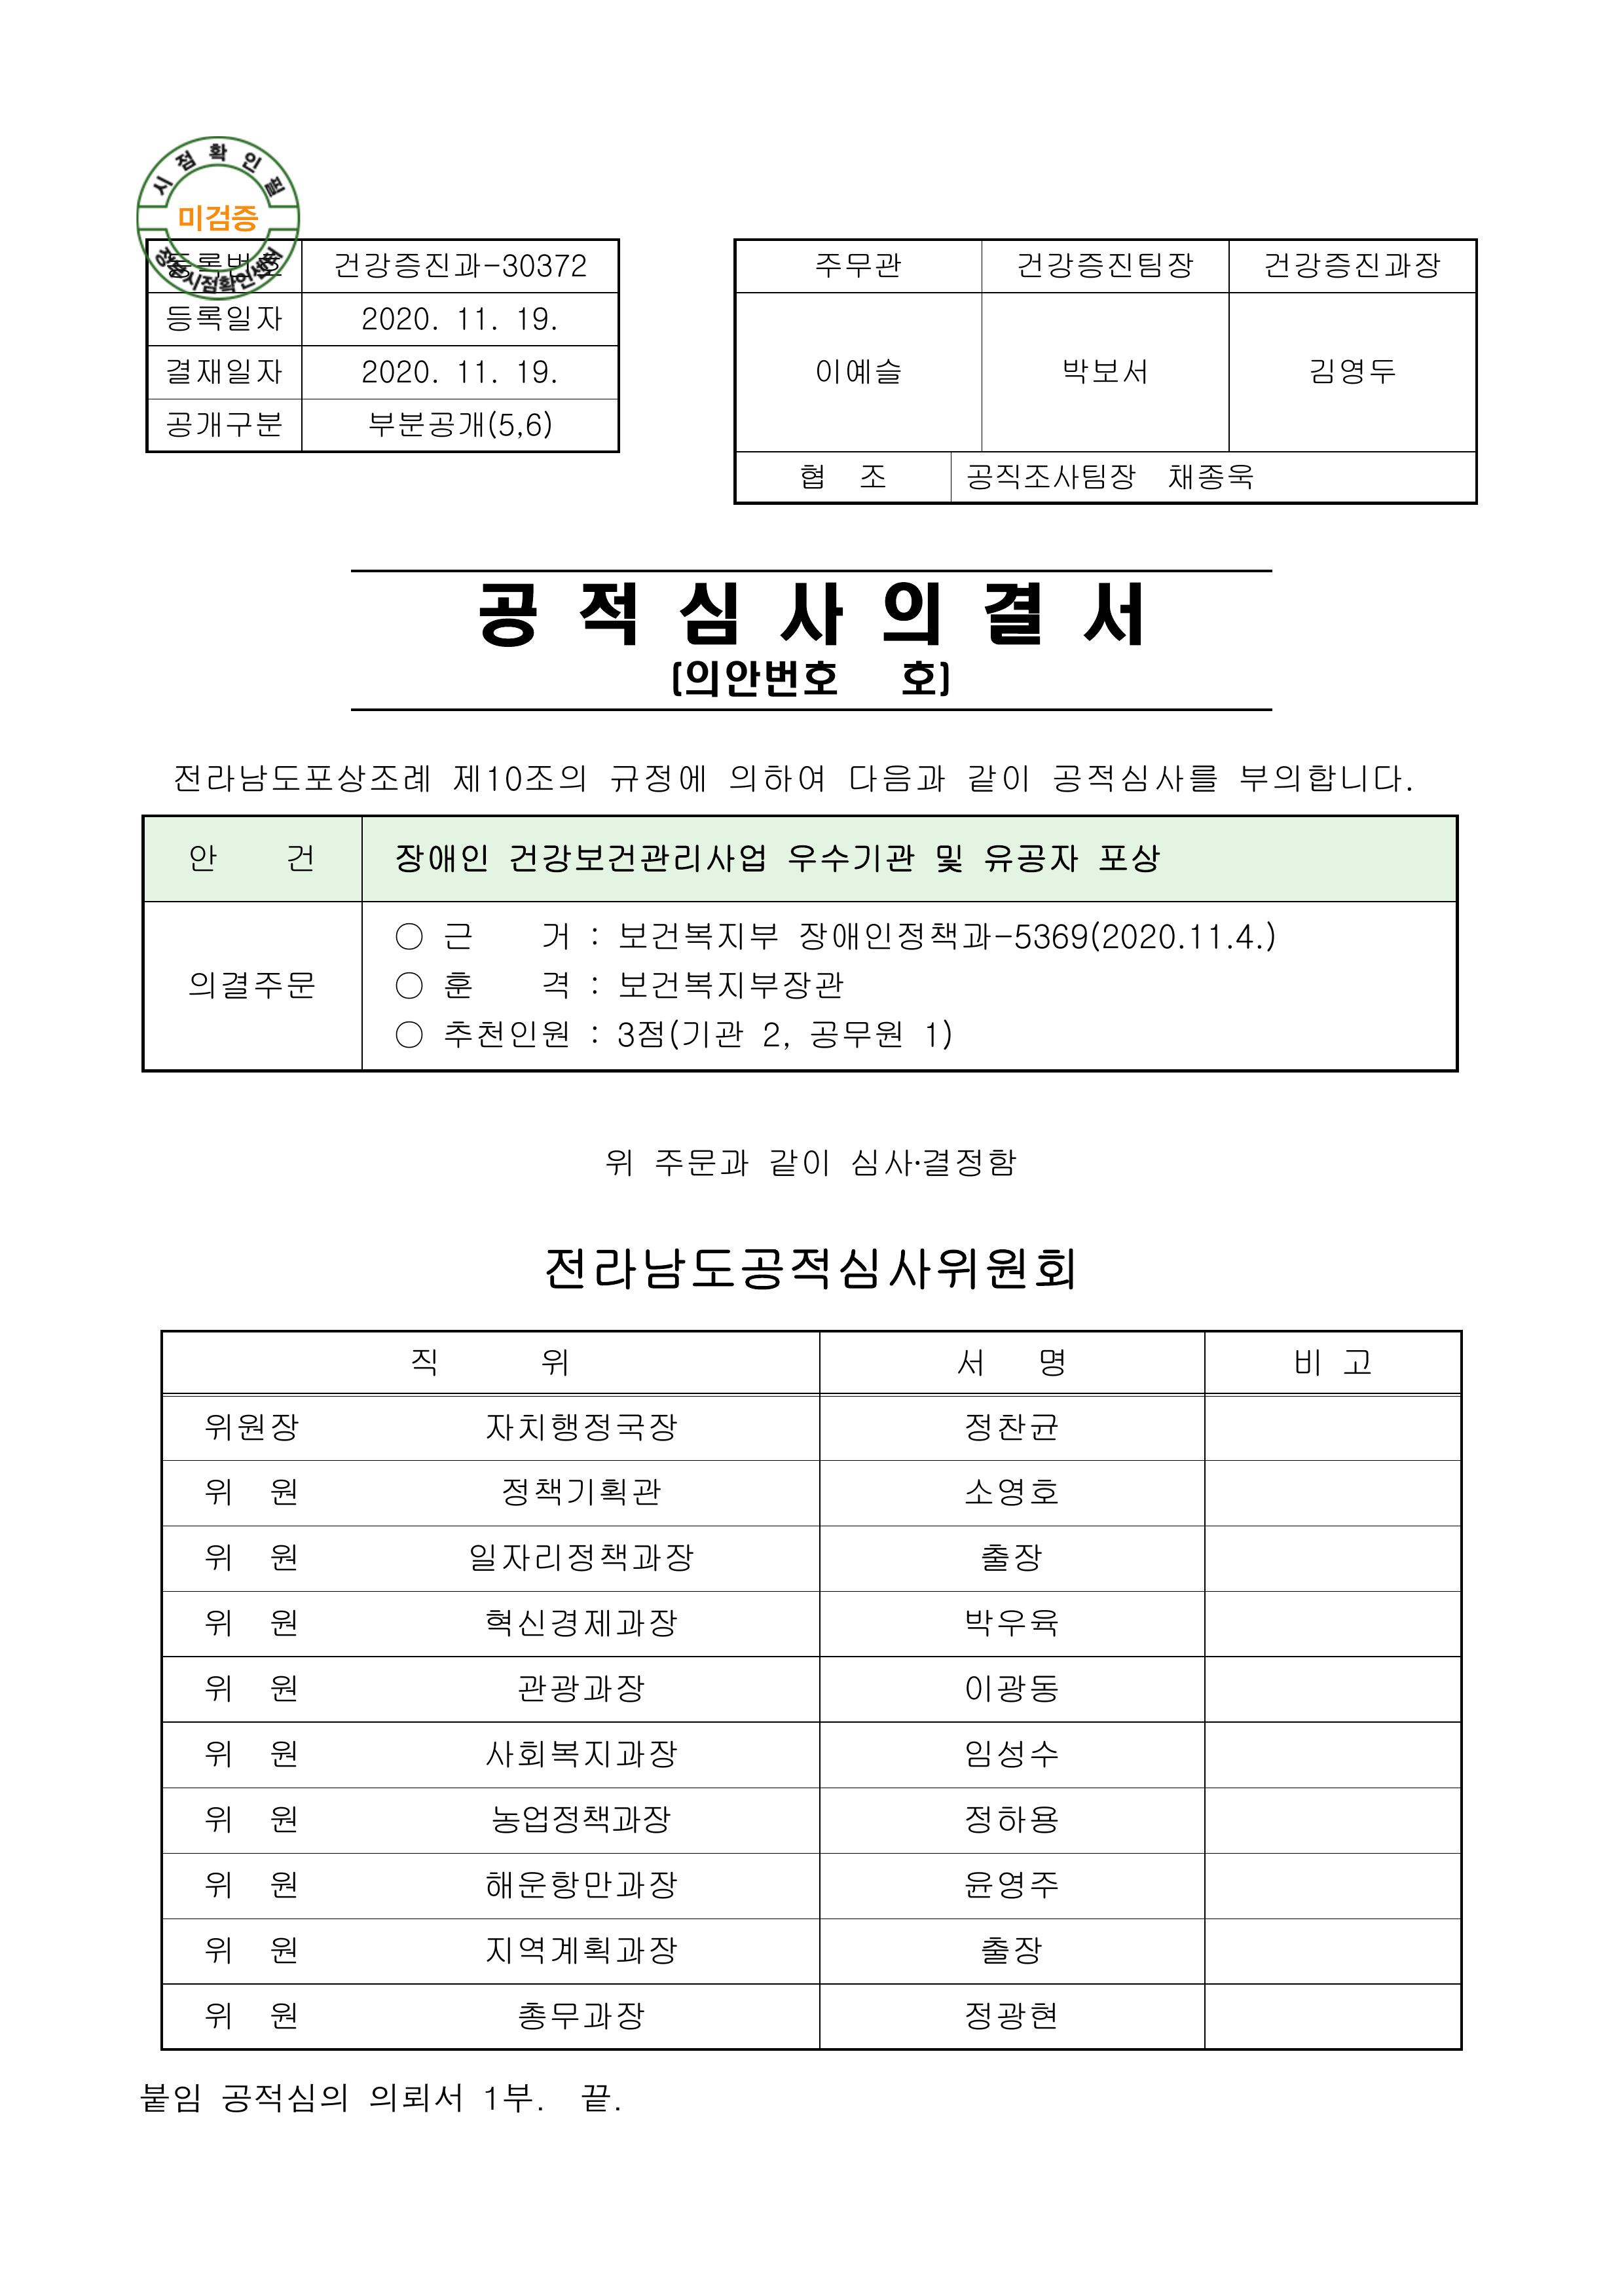 시점확인필
미검증
장봉시점확인센터
건강증진과-30372
등록일자 2020. 11. 19.
결재일자 2020. 11. 19.
공개구분 부분공개(5,6)
주무관 건강증진팀장 건강증진과장
이예슬 박보서 김영두
협 조 공직조사팀장 채종욱
공 적 심 사 의 결 서
(의안번호 호)
전라남도포상조례 제10조의 규정에 의하여 다음과 같이 공적심사를 부의합니다.
안 건 장애인 건강보건관리사업 우수기관 및 유공자 포상
의결주문
○ 근 거 : 보건복지부 장애인정책과-5369(2020.11.4.)
○ 훈 격 : 보건복지부장관
○ 추천인원 : 3점(기관 2, 공무원 1)
위 주문과 같이 심사·결정함
전라남도공적심사위원회
직 위 서 명 비 고
위원장 자치행정국장 정찬균
위 원 정책기획관 소영호
위 원 일자리정책과장 출장
위 원 혁신경제과장 박우육
위 원 관광과장 이광동
위 원 사회복지과장 임성수
위 원 농업정책과장 정하용
위 원 해운항만과장 윤영주
위 원 지역계획과장 출장
위 원 총무과장 정광현
붙임 공적심의 의뢰서 1부. 끝.